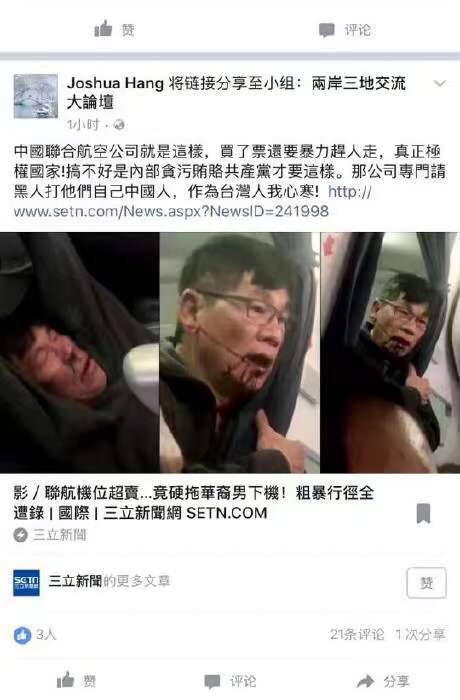 赞 评论
Joshua Hang 将链接分享至小组：兩岸三地交流
大論壇
1小时 ·
中國聯合航空公司就是這樣，買了票還要暴力趕人走，真正極
權國家!搞不好是內部貪污賄賂共產黨才要這樣。那公司專門請
黑人打他們自己中國人，作為台灣人我心寒! http://
www.setn.com/News.aspx?NewsID=241998
影／聯航機位超賣...竟硬拖華裔男下機！粗暴行徑全
遭錄 | 國際 | 三立新聞網 SETN.COM
三立新聞
SETN 三立新聞的更多文章 赞
3人 21条评论 1次分享
赞 评论 分享